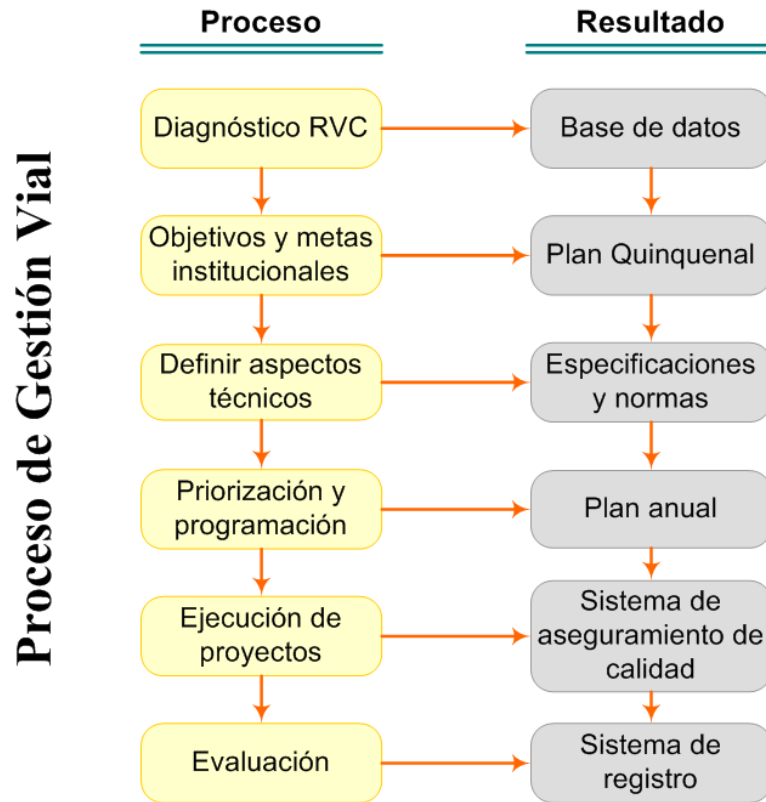 Proceso de Gestión Vial
Proceso
Resultado
Diagnóstico RVC
Base de datos
Objetivos y metas
institucionales
Plan Quinquenal
Definir aspectos
técnicos
Especificaciones
y normas
Priorización y
programación
Plan anual
Ejecución de
proyectos
Sistema de
aseguramiento de
calidad
Evaluación
Sistema de
registro